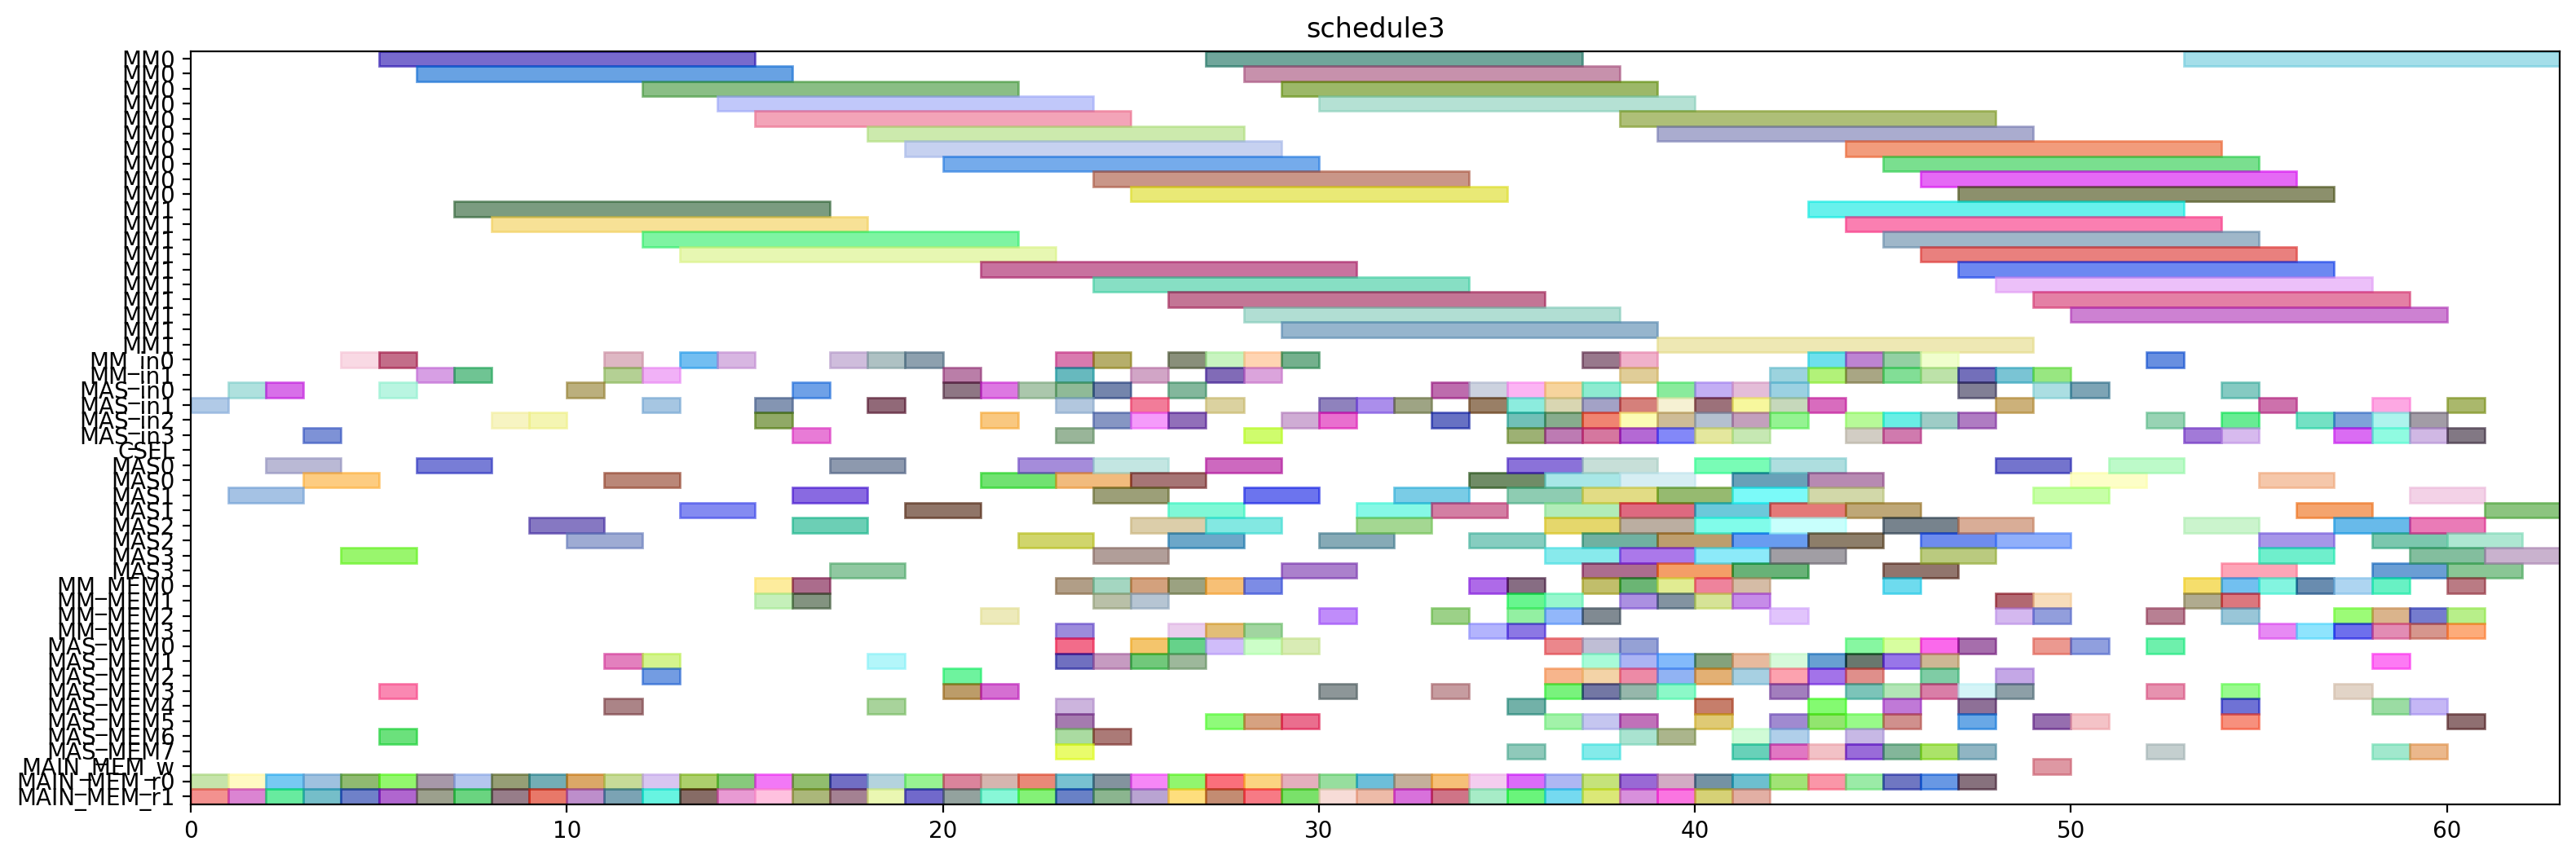 schedule3
MM0
MM0
MM0
MM0
MM0
MM0
MM0
MM0
MM0
MM0
MM1
MM1
MM1
MM1
MM1
MM1
MM1
MM1
MM1
MM1
MM_in0
MM_in1
MAS_in0
MAS_in1
MAS_in2
MAS_in3
CSEL
MAS0
MAS0
MAS1
MAS1
MAS2
MAS2
MAS3
MAS3
MM_MEM0
MM_MEM1
MM_MEM2
MM_MEM3
MAS_MEM0
MAS_MEM1
MAS_MEM2
MAS_MEM3
MAS_MEM4
MAS_MEM5
MAS_MEM6
MAS_MEM7
MAIN_MEM_w
MAIN_MEM_r0
MAIN_MEM_r1
0 10 20 30 40 50 60